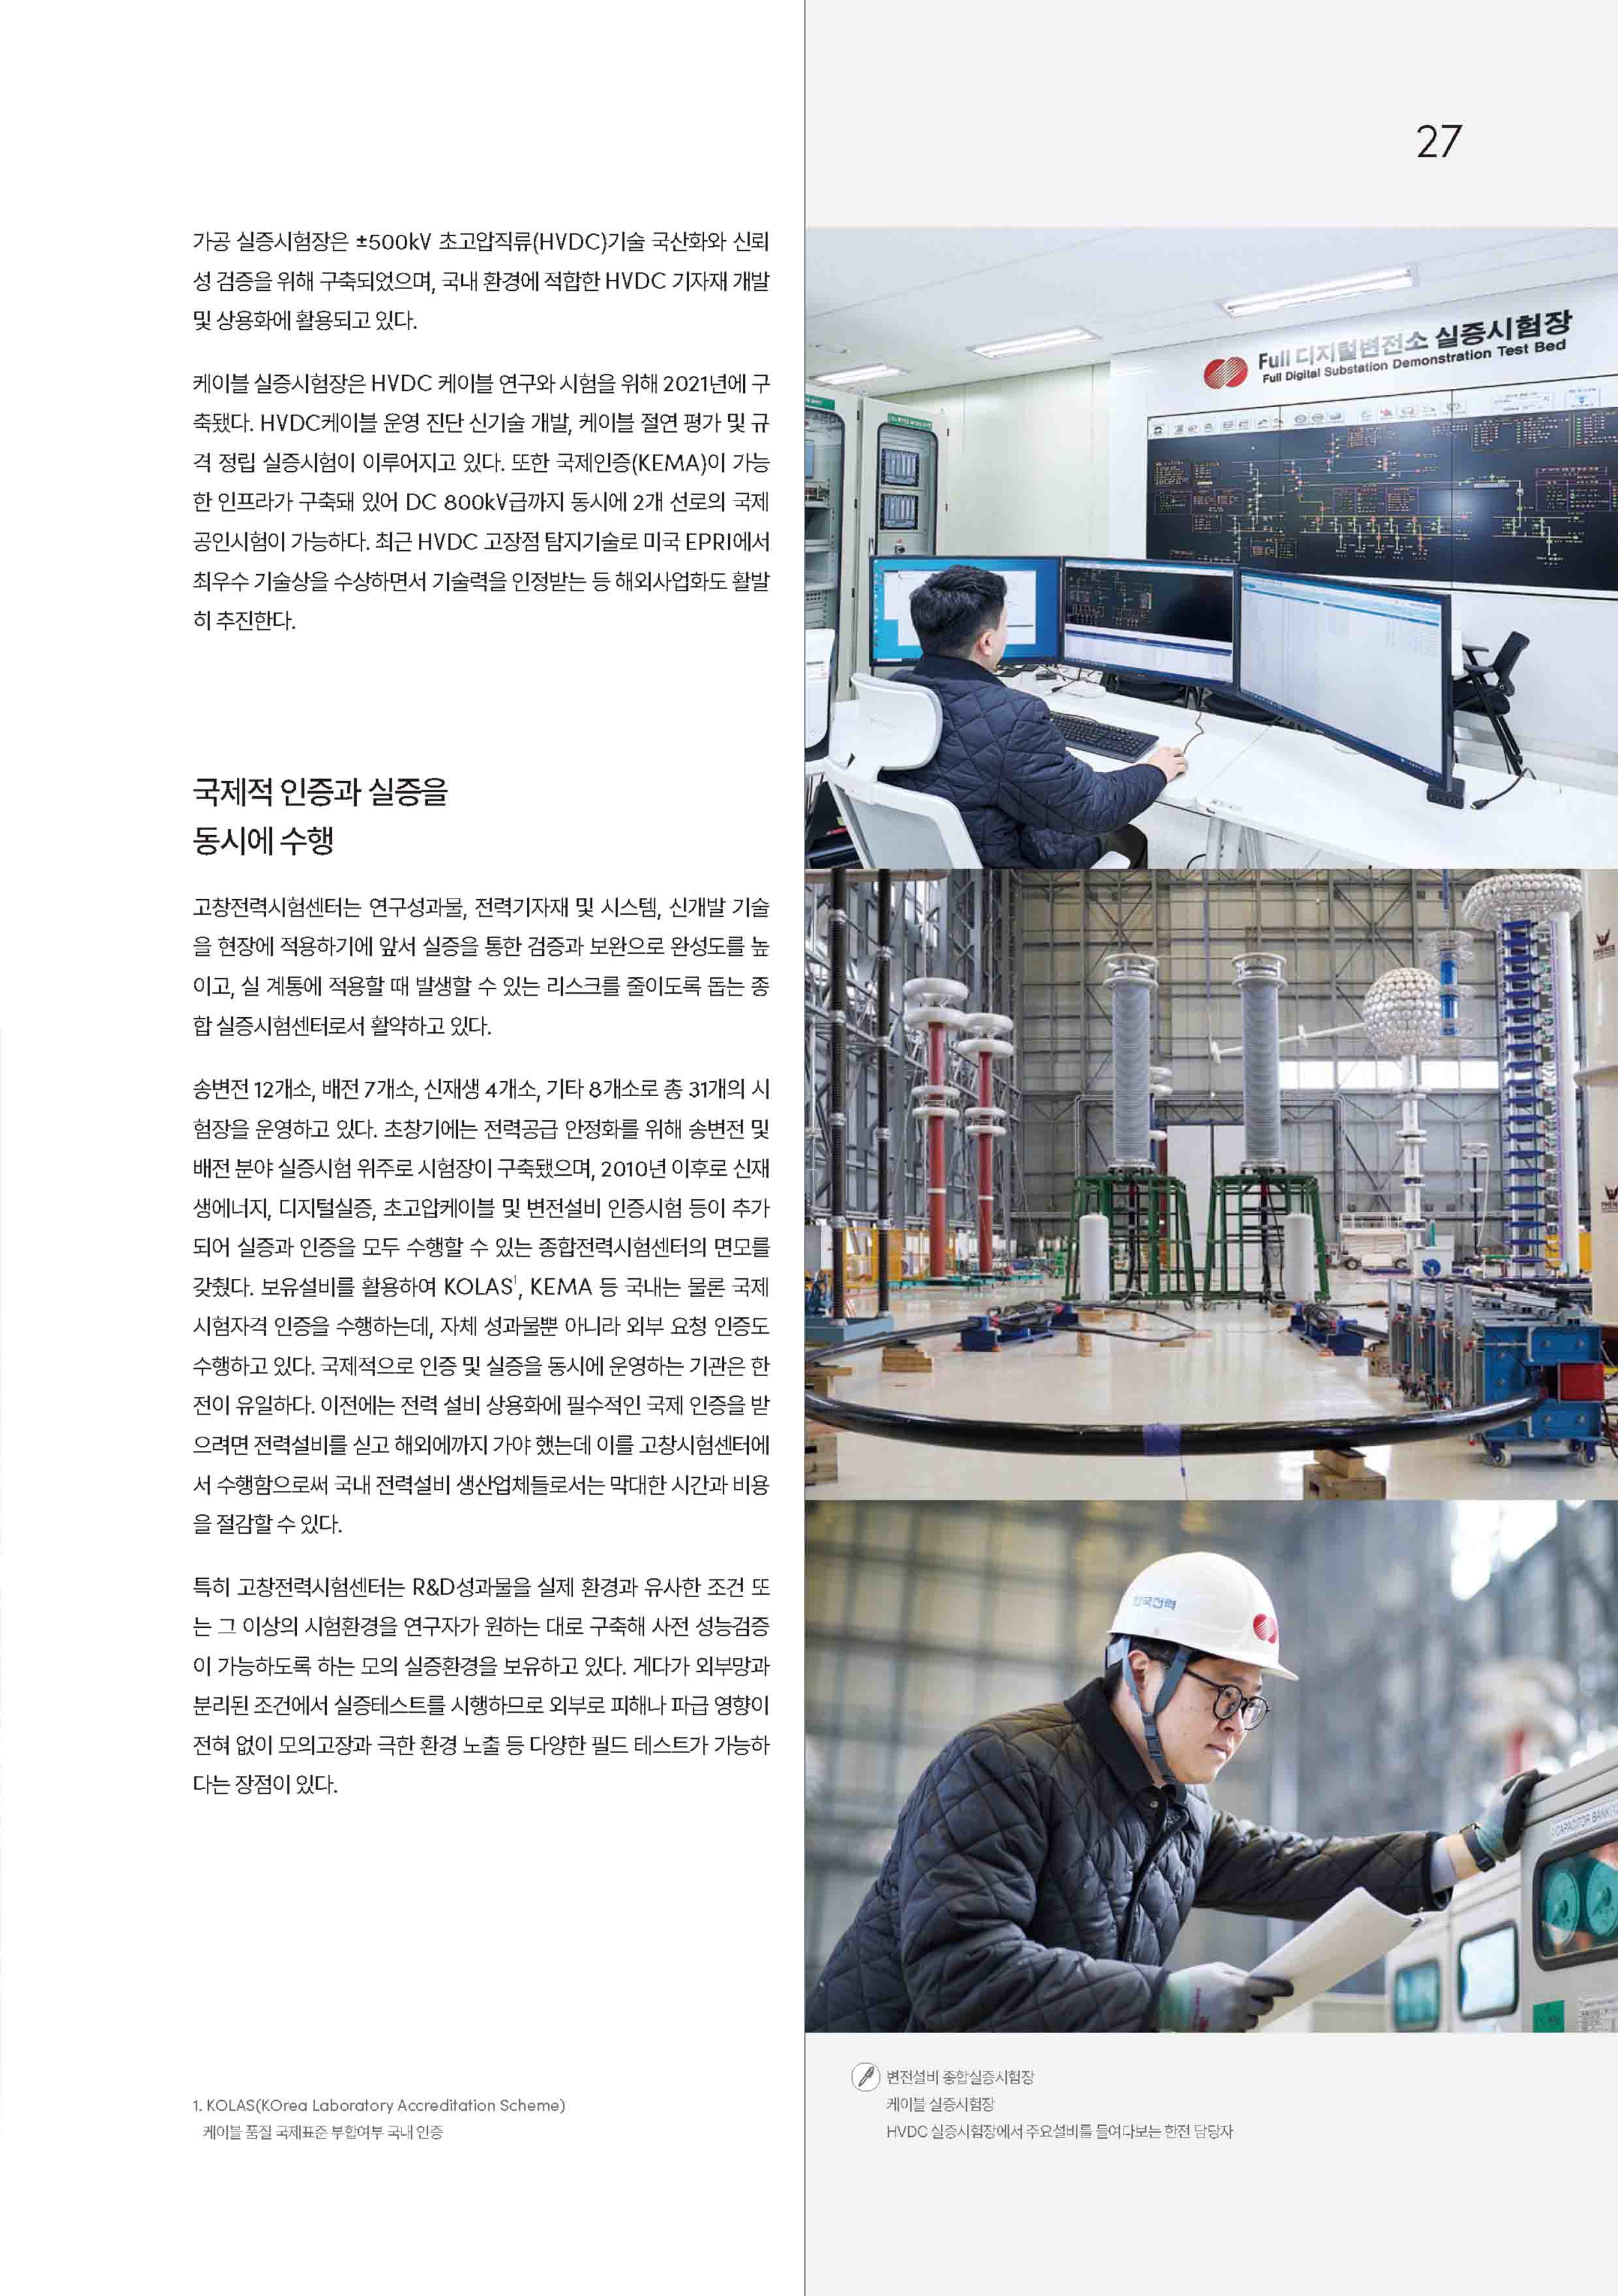 27
가공 실증시험장은 ±500kV 초고압직류(HVDC)기술 국산화와 신뢰
성 검증을 위해 구축되었으며, 국내 환경에 적합한 HVDC 기자재 개발
및 상용화에 활용되고 있다.
케이블 실증시험장은 HVDC 케이블 연구와 시험을 위해 2021년에 구
축됐다. HVDC케이블 운영 진단 신기술 개발, 케이블 절연 평가 및 규
격 정립 실증시험이 이루어지고 있다. 또한 국제인증(KEMA)이 가능
한 인프라가 구축돼 있어 DC 800kV급까지 동시에 2개 선로의 국제
공인시험이 가능하다. 최근 HVDC 고장점 탐지기술로 미국 EPRI에서
최우수 기술상을 수상하면서 기술력을 인정받는 등 해외사업화도 활발
히 추진한다.
국제적 인증과 실증을
동시에 수행
고창전력시험센터는 연구성과물, 전력기자재 및 시스템, 신개발 기술
을 현장에 적용하기에 앞서 실증을 통한 검증과 보완으로 완성도를 높
이고, 실 계통에 적용할 때 발생할 수 있는 리스크를 줄이도록 돕는 종
합 실증시험센터로서 활약하고 있다.
송변전 12개소, 배전 7개소, 신재생 4개소, 기타 8개소로 총 31개의 시
험장을 운영하고 있다. 초창기에는 전력공급 안정화를 위해 송변전 및
배전 분야 실증시험 위주로 시험장이 구축됐으며, 2010년 이후로 신재
생에너지, 디지털실증, 초고압케이블 및 변전설비 인증시험 등이 추가
되어 실증과 인증을 모두 수행할 수 있는 종합전력시험센터의 면모를
갖췄다. 보유설비를 활용하여 KOLAS¹, KEMA 등 국내는 물론 국제
시험자격 인증을 수행하는데, 자체 성과물뿐 아니라 외부 요청 인증도
수행하고 있다. 국제적으로 인증 및 실증을 동시에 운영하는 기관은 한
전이 유일하다. 이전에는 전력 설비 상용화에 필수적인 국제 인증을 받
으려면 전력설비를 싣고 해외에까지 가야 했는데 이를 고창시험센터에
서 수행함으로써 국내 전력설비 생산업체들로서는 막대한 시간과 비용
을 절감할 수 있다.
특히 고창전력시험센터는 R&D성과물을 실제 환경과 유사한 조건 또
는 그 이상의 시험환경을 연구자가 원하는 대로 구축해 사전 성능검증
이 가능하도록 하는 모의 실증환경을 보유하고 있다. 게다가 외부망과
분리된 조건에서 실증테스트를 시행하므로 외부로 피해나 파급 영향이
전혀 없이 모의고장과 극한 환경 노출 등 다양한 필드 테스트가 가능하
다는 장점이 있다.
1. KOLAS(KOrea Laboratory Accreditation Scheme)
케이블 품질 국제표준 부합여부 국내 인증
Full 디지털변전소 실증시험장
Full Digital Substation Demonstration Test Bed
한국전력
CAPACITOR BANK
변전설비 종합실증시험장
케이블 실증시험장
HVDC 실증시험장에서 주요설비를 들여다보는 한전 담당자